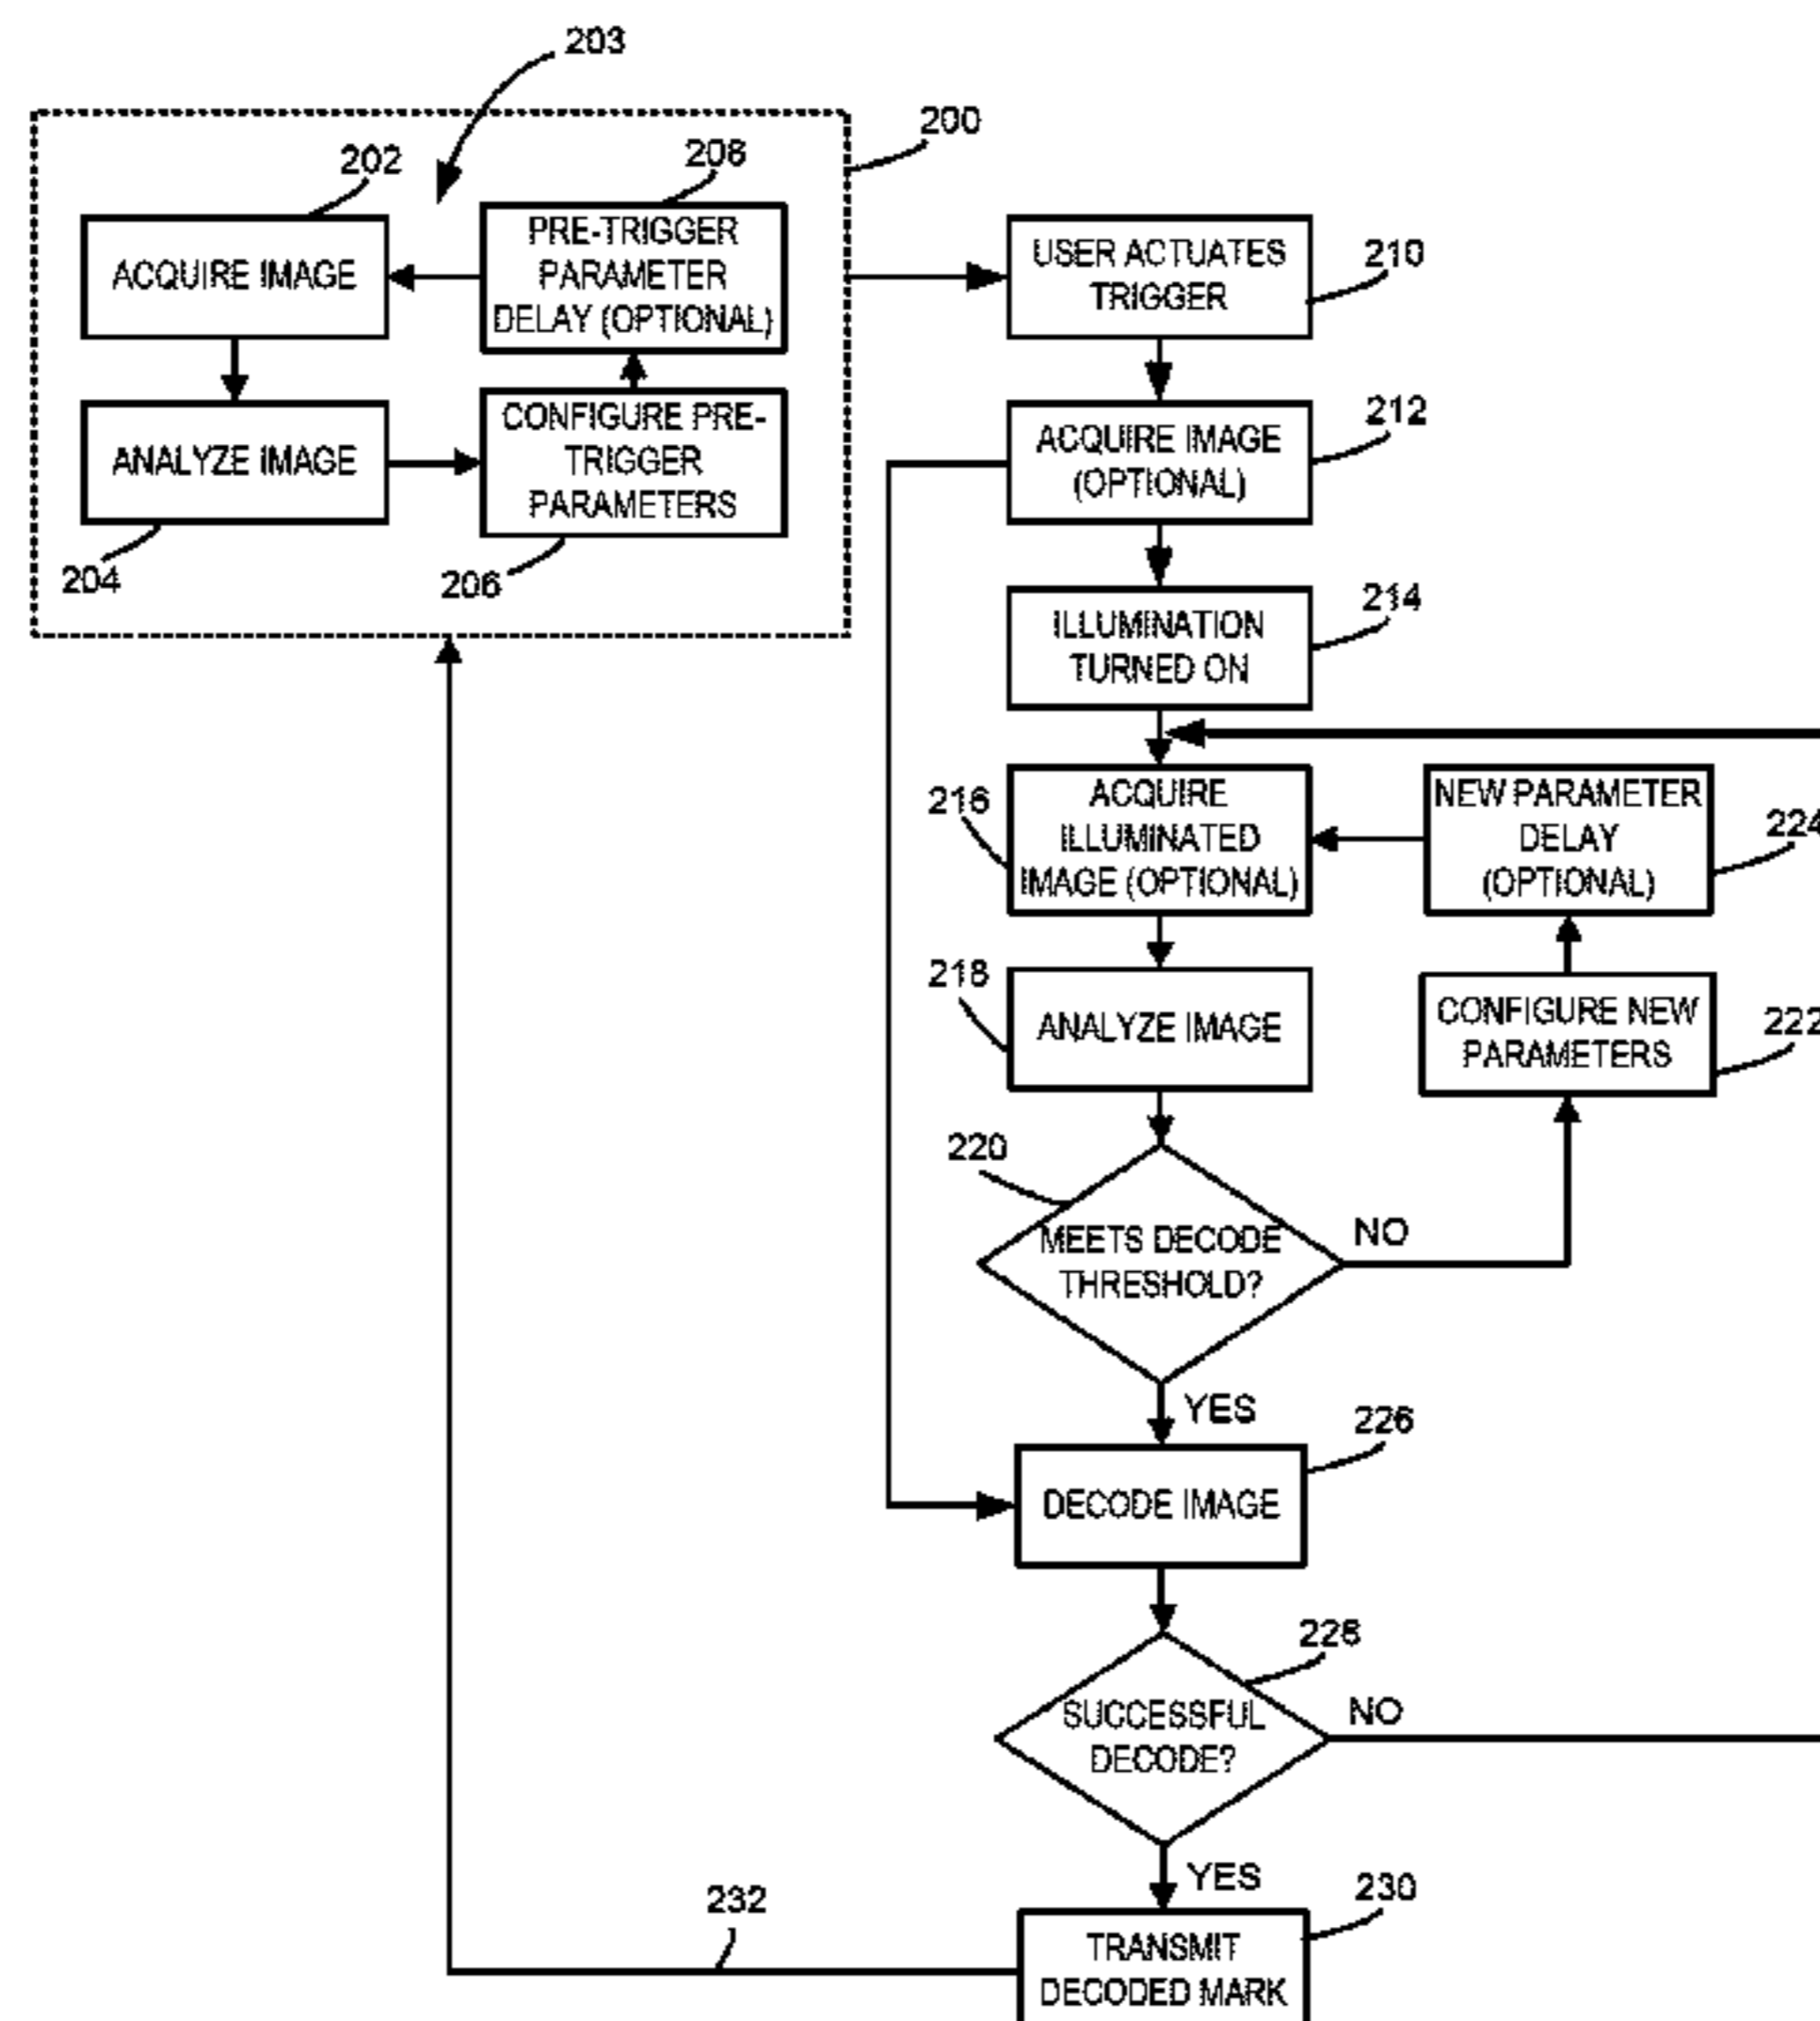 203
200
202
208
ACQUIRE IMAGE
PRE-TRIGGER
PARAMETER
DELAY (OPTIONAL)
ANALYZE IMAGE
CONFIGURE PRE-
TRIGGER
PARAMETERS
204
206
USER ACTUATES
TRIGGER
210
ACQUIRE IMAGE
(OPTIONAL)
212
ILLUMINATION
TURNED ON
214
216
ACQUIRE
ILLUMINATED
IMAGE (OPTIONAL)
NEW PARAMETER
DELAY
(OPTIONAL)
224
218
ANALYZE IMAGE
CONFIGURE NEW
PARAMETERS
222
220
MEETS DECODE
THRESHOLD?
NO
YES
226
DECODE IMAGE
228
SUCCESSFUL
DECODE?
NO
YES
232
230
TRANSMIT
DECODED MARK